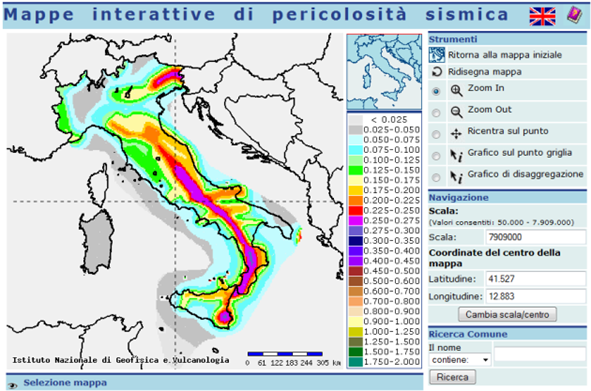 Mappe interattive di pericolosità sismica
Strumenti
Ritorna alla mappa iniziale
Ridisegna mappa
Zoom In
Zoom Out
Ricentra sul punto
Grafico sul punto griglia
Grafico di disaggregazione
Navigazione
Scala:
(Valori consentiti: 50.000 - 7.909.000)
Scala: 7909000
Coordinate del centro della
mappa
Latitudine: 41.527
Longitudine: 12.883
Cambia scala/centro
Ricerca Comune
Il nome
contiene:
Ricerca
< 0.025
0.025-0.050
0.050-0.075
0.075-0.100
0.100-0.125
0.125-0.150
0.150-0.175
0.175-0.200
0.200-0.225
0.225-0.250
0.250-0.275
0.275-0.300
0.300-0.350
0.350-0.400
0.400-0.450
0.450-0.500
0.500-0.600
0.600-0.700
0.700-0.800
0.800-0.900
0.900-1.000
1.000-1.250
1.250-1.500
1.500-1.750
1.750-2.000
Istituto Nazionale di Geofisica e Vulcanologia
0 61 122 183 244 305 km
Selezione mappa